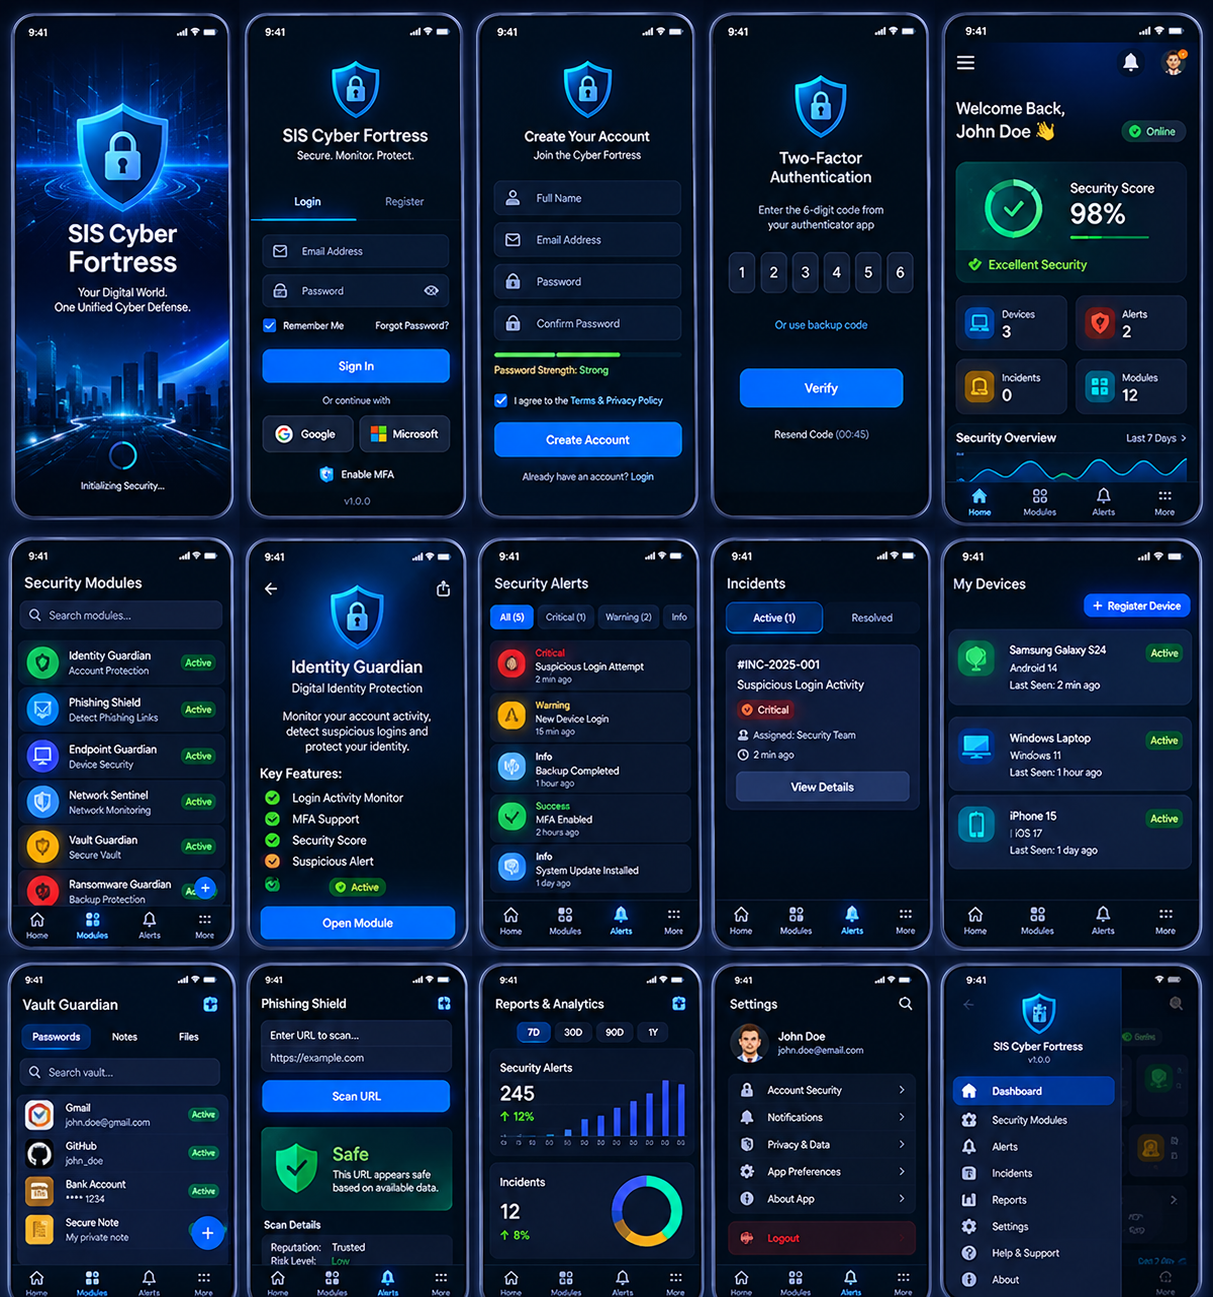 9:41
SIS Cyber
Fortress
Your Digital World.
One Unified Cyber Defense.
Initializing Security...
9:41
SIS Cyber Fortress
Secure. Monitor. Protect.
Login
Register
Email Address
Password
Remember Me
Forgot Password?
Sign In
Or continue with
Google
Microsoft
Enable MFA
v1.0.0
9:41
Create Your Account
Join the Cyber Fortress
Full Name
Email Address
Password
Confirm Password
Password Strength: Strong
I agree to the Terms & Privacy Policy
Create Account
Already have an account? Login
9:41
Two-Factor
Authentication
Enter the 6-digit code from
your authenticator app
1 2 3 4 5 6
Or use backup code
Verify
Resend Code (00:45)
9:41
Welcome Back,
John Doe 👋
Online
Security Score
98%
Excellent Security
Devices
3
Alerts
2
Incidents
0
Modules
12
Security Overview
Last 7 Days >
Home
Modules
Alerts
More
9:41
Security Modules
Search modules...
Identity Guardian
Account Protection
Active
Phishing Shield
Detect Phishing Links
Active
Endpoint Guardian
Device Security
Active
Network Sentinel
Network Monitoring
Active
Vault Guardian
Secure Vault
Active
Ransomware Guardian
Backup Protection
Home
Modules
Alerts
More
9:41
Identity Guardian
Digital Identity Protection
Monitor your account activity,
detect suspicious logins and
protect your identity.
Key Features:
Login Activity Monitor
MFA Support
Security Score
Suspicious Alert
Active
Open Module
9:41
Security Alerts
All (5)
Critical (1)
Warning (2)
Info
Critical
Suspicious Login Attempt
2 min ago
Warning
New Device Login
15 min ago
Info
Backup Completed
1 hour ago
Success
MFA Enabled
2 hours ago
Info
System Update Installed
1 day ago
Home
Modules
Alerts
More
9:41
Incidents
Active (1)
Resolved
#INC-2025-001
Suspicious Login Activity
Critical
Assigned: Security Team
2 min ago
View Details
Home
Modules
Alerts
More
9:41
My Devices
+ Register Device
Samsung Galaxy S24
Android 14
Last Seen: 2 min ago
Active
Windows Laptop
Windows 11
Last Seen: 1 hour ago
Active
iPhone 15
iOS 17
Last Seen: 1 day ago
Active
Home
Modules
Alerts
More
9:41
Vault Guardian
Passwords
Notes
Files
Search vault...
Gmail
john.doe@gmail.com
Active
GitHub
john_doe
Active
Bank Account
•••• 1234
Active
Secure Note
My private note
Home
Modules
Alerts
More
9:41
Phishing Shield
Enter URL to scan...
https://example.com
Scan URL
Safe
This URL appears safe
based on available data.
Scan Details
Reputation: Trusted
Risk Level: Low
Home
Modules
Alerts
More
9:41
Reports & Analytics
7D
30D
90D
1Y
Security Alerts
245
↑ 12%
Incidents
12
↑ 8%
Home
Modules
Alerts
More
9:41
Settings
John Doe
john.doe@email.com
Account Security
Notifications
Privacy & Data
App Preferences
About App
Logout
Home
Modules
Alerts
More
9:41
SIS Cyber Fortress
v1.0.0
Dashboard
Security Modules
Alerts
Incidents
Reports
Settings
Help & Support
About
More